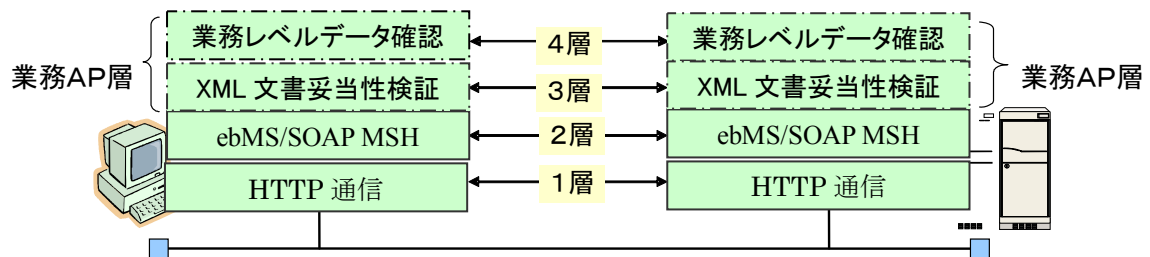 業務レベルデータ確認
4層
業務レベルデータ確認
業務AP層
XML 文書妥当性検証
3層
XML 文書妥当性検証
業務AP層
ebMS/SOAP MSH
2層
ebMS/SOAP MSH
HTTP 通信
1層
HTTP 通信